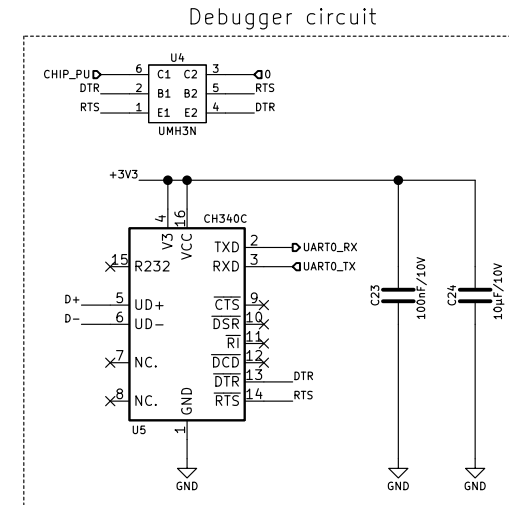 Debugger circuit
U4
CHIP_PU 6 C1 C2 3 0
DTR 2 B1 B2 5 RTS
RTS 1 E1 E2 4 DTR
UMH3N
+3V3
4 16 CH340C
V3 VCC
TXD 2 UART0_RX
15 R232 RXD 3 UART0_TX
D+ 5 UD+ CTS 9
D- 6 UD- DSR 10
RI 11
7 NC. DCD 12
DTR 13 DTR
8 NC. RTS 14 RTS
GND
U5 1
GND
C23 100nF/10V
GND
C24 10µF/10V
GND